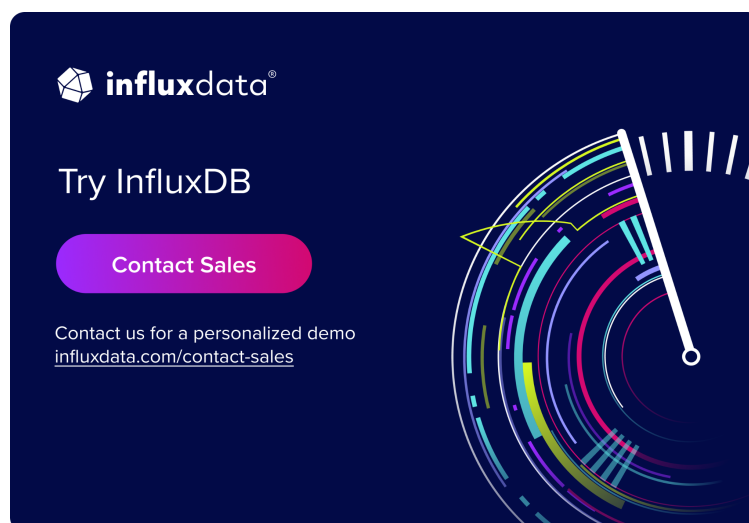 influxdata®
Try InfluxDB
Contact Sales
Contact us for a personalized demo
influxdata.com/contact-sales